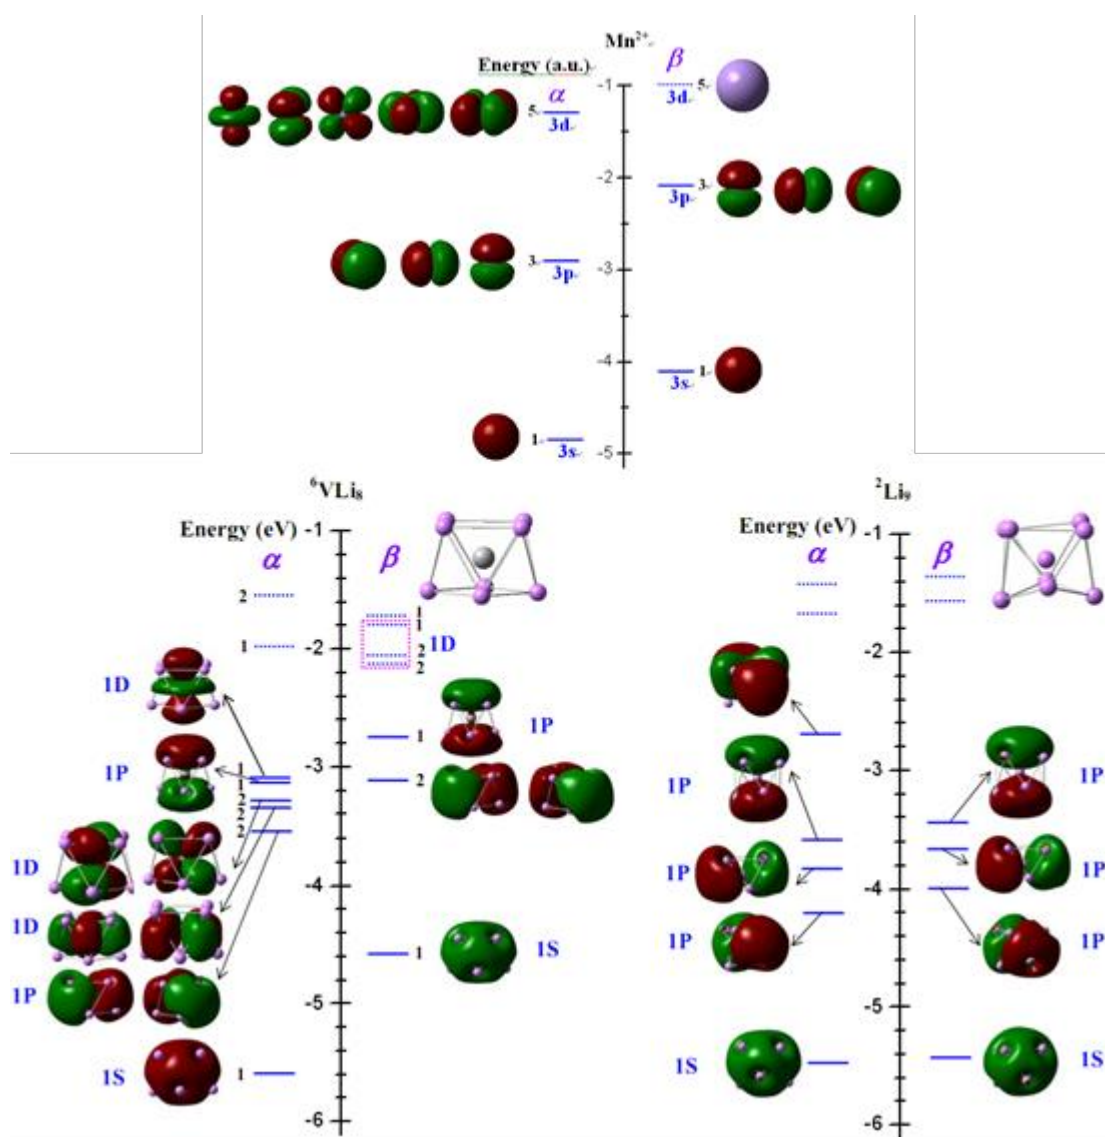 Mn²⁺
Energy (a.u.)
α
β
-1
5
3d
5
3d
-2
3
3p
3
3p
-3
-4
1
3s
1
3s
-5
⁶VLi₈
Energy (eV)
α
β
-1
2
1
1
1D
2
2
1
-2
1D
1P
1
1P
1
1
2
2
2
2
-3
1D
1D
1P
-4
1
1S
-5
1S
1
-6
²Li₉
Energy (eV)
α
β
-1
-2
-3
1P
1P
1P
1P
-4
1P
1P
-5
1S
1S
-6